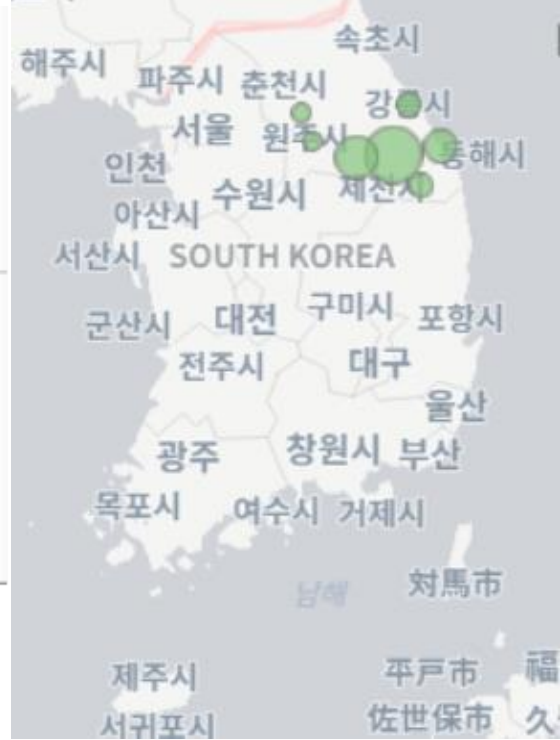 속초시
해주시
파주시 춘천시
강릉시
서울 원주시
인천 동해시
수원시 제천시
아산시
서산시 SOUTH KOREA
군산시 대전 구미시 포항시
전주시 대구
울산
광주 창원시 부산
목포시 여수시 거제시
남해 対馬市
제주시 平戸市 福
서귀포시 佐世保市 久